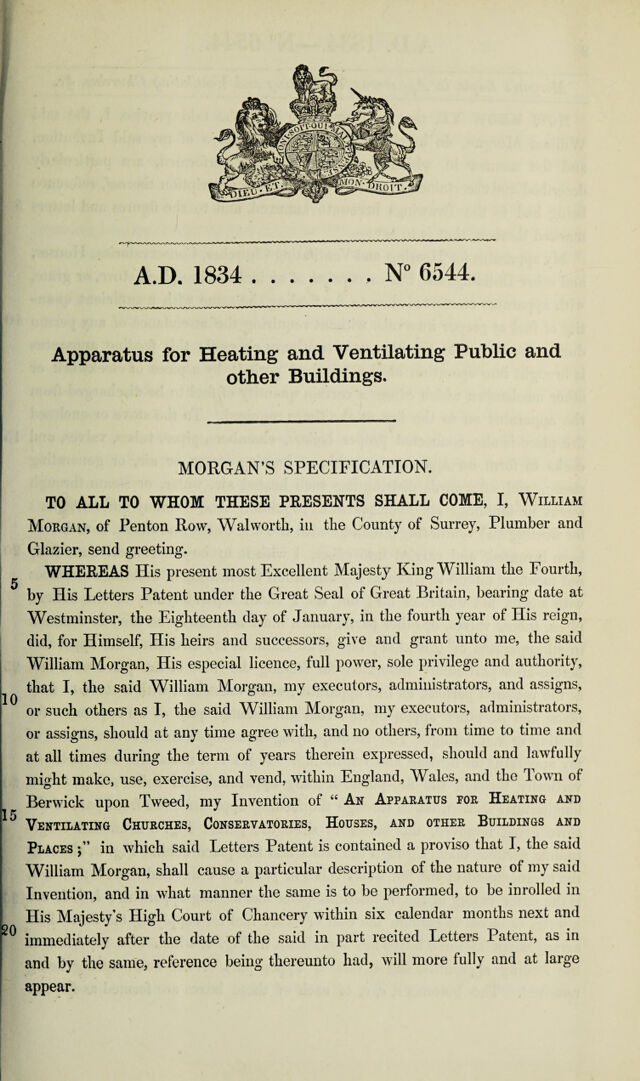 HONI SOIT QUI MAL
DIEU ET MON DROIT.
A.D. 1834 . . . . . . . Nº 6544.
Apparatus for Heating and Ventilating Public and
other Buildings.
MORGAN'S SPECIFICATION.
TO ALL TO WHOM THESE PRESENTS SHALL COME, I, WILLIAM
MORGAN, of Penton Row, Walworth, in the County of Surrey, Plumber and
Glazier, send greeting.
WHEREAS His present most Excellent Majesty King William the Fourth,
5 by His Letters Patent under the Great Seal of Great Britain, bearing date at
Westminster, the Eighteenth day of January, in the fourth year of His reign,
did, for Himself, His heirs and successors, give and grant unto me, the said
William Morgan, His especial licence, full power, sole privilege and authority,
that I, the said William Morgan, my executors, administrators, and assigns,
10 or such others as I, the said William Morgan, my executors, administrators,
or assigns, should at any time agree with, and no others, from time to time and
at all times during the term of years therein expressed, should and lawfully
might make, use, exercise, and vend, within England, Wales, and the Town of
Berwick upon Tweed, my Invention of " AN APPARATUS FOR HEATING AND
15 VENTILATING CHURCHES, CONSERVATORIES, HOUSES, AND OTHER BUILDINGS AND
PLACES ;" in which said Letters Patent is contained a proviso that I, the said
William Morgan, shall cause a particular description of the nature of my said
Invention, and in what manner the same is to be performed, to be inrolled in
His Majesty's High Court of Chancery within six calendar months next and
20 immediately after the date of the said in part recited Letters Patent, as in
and by the same, reference being thereunto had, will more fully and at large
appear.